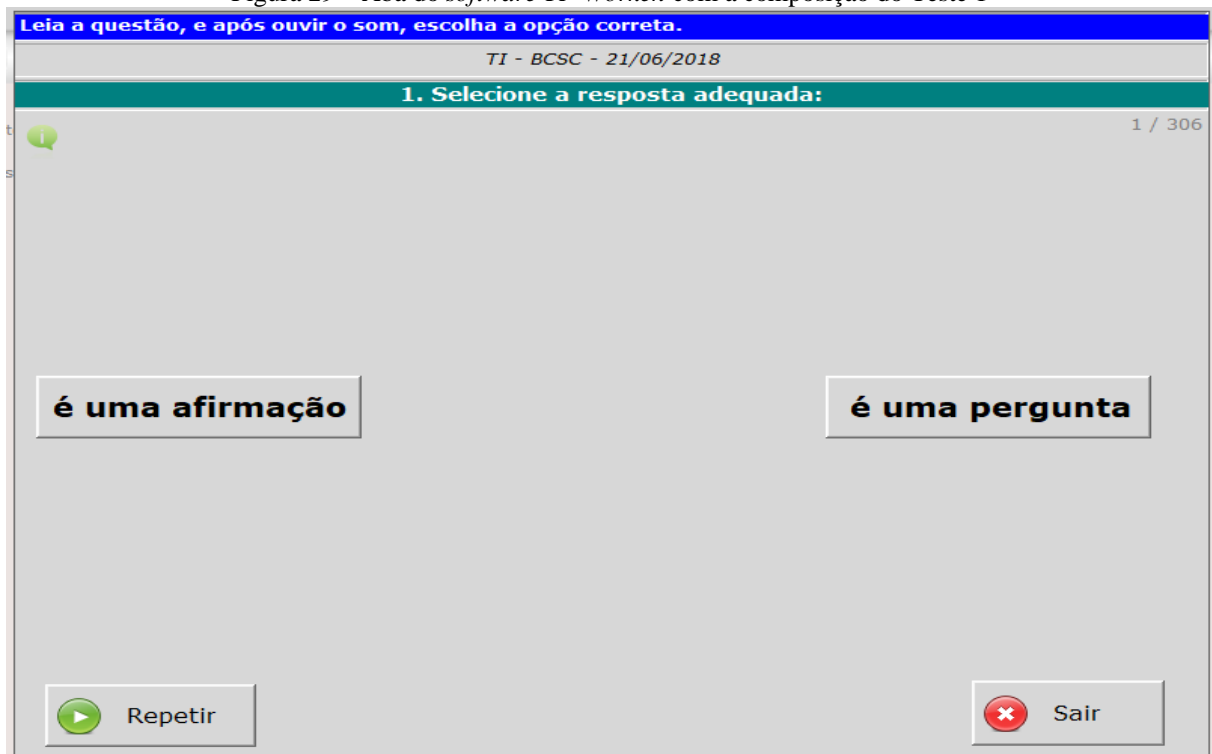 Leia a questão, e após ouvir o som, escolha a opção correta.
TI - BCSC - 21/06/2018
1. Selecione a resposta adequada:
1 / 306
é uma afirmação
é uma pergunta
Repetir
Sair